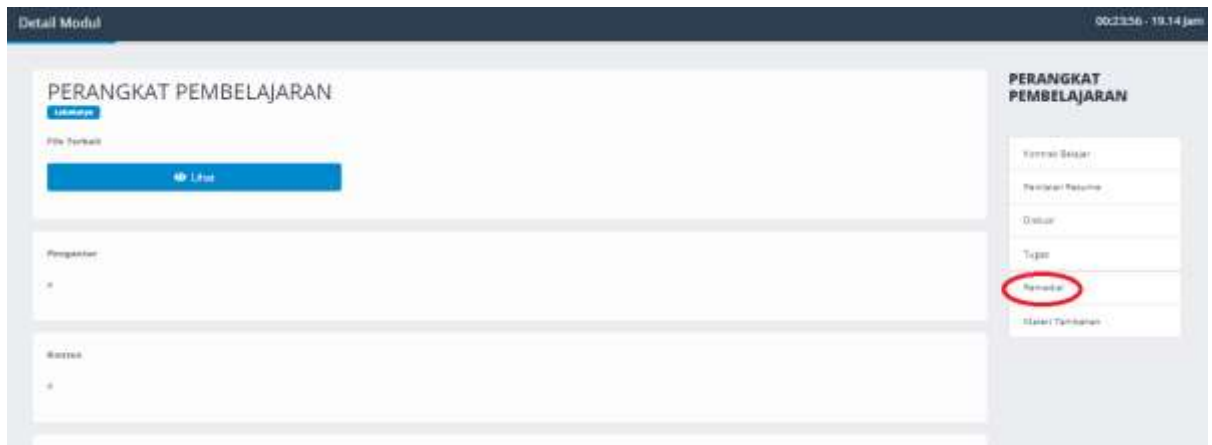 Detail Modul
00:23:56 - 19.14 Jam
PERANGKAT PEMBELAJARAN
File Terkait
Lihat
Pengantar
Konten
PERANGKAT
PEMBELAJARAN
Kontrak Belajar
Penilaian Resume
Diskusi
Tugas
Remedial
Materi Tambahan